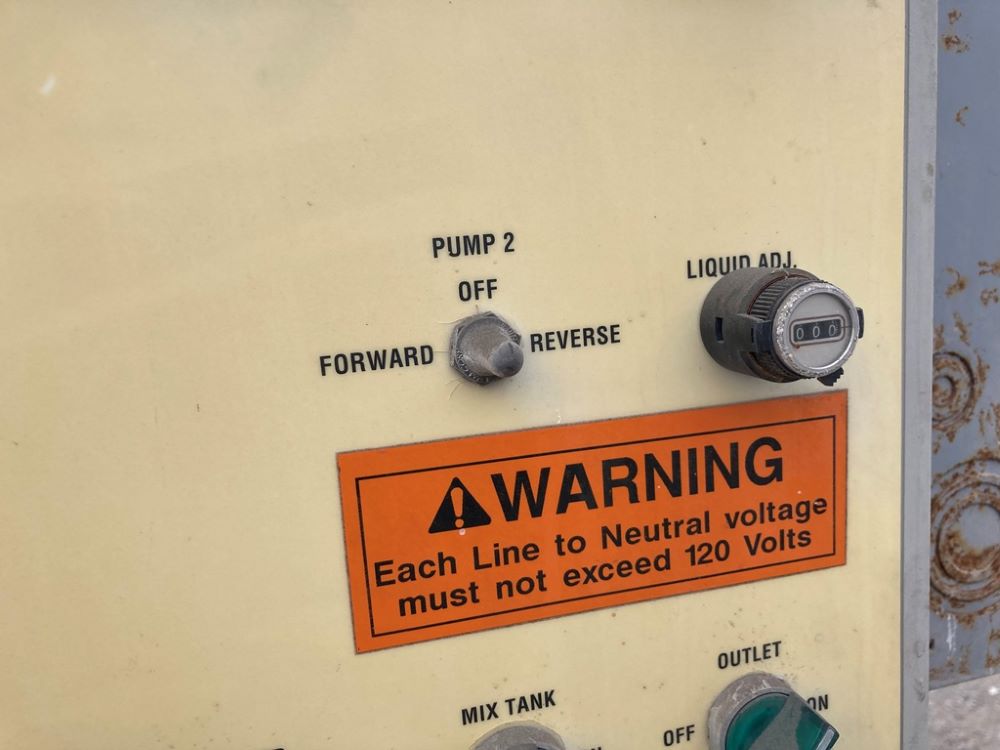 PUMP 2
OFF
FORWARD
REVERSE
LIQUID ADJ.
000
WARNING
Each Line to Neutral voltage
must not exceed 120 Volts
OUTLET
MIX TANK
OFF
ON